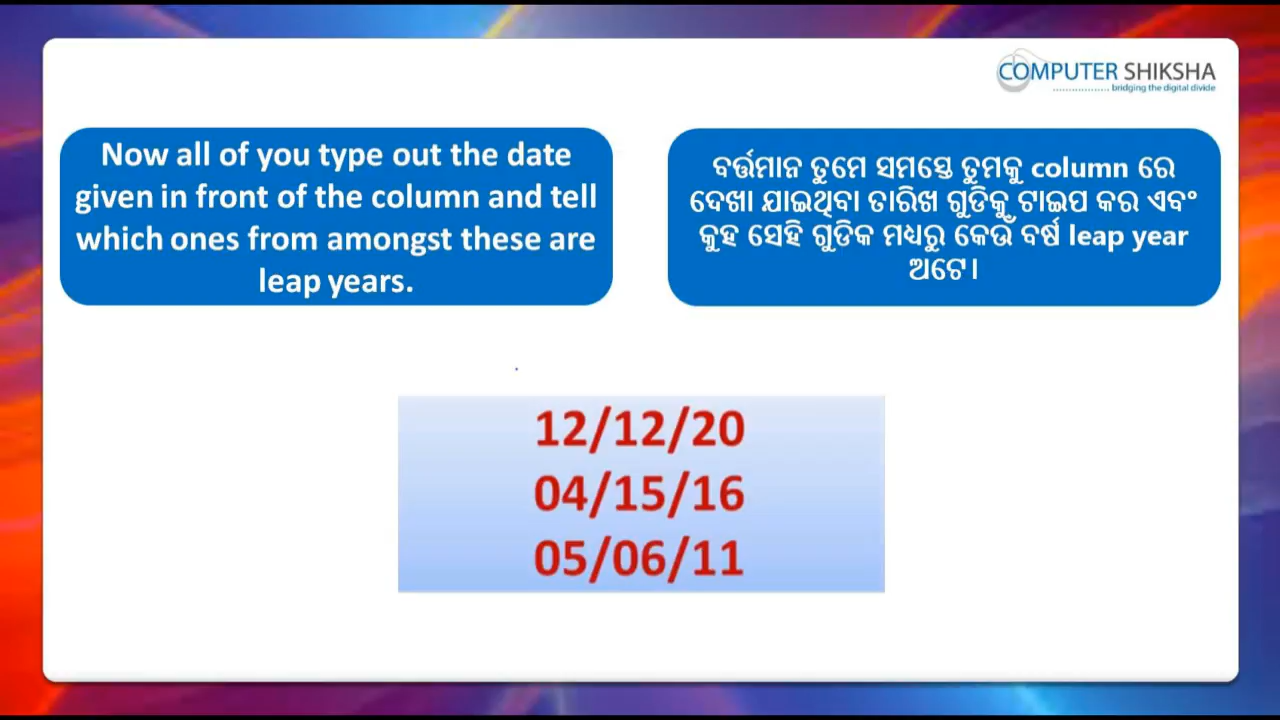 COMPUTER SHIKSHA
bridging the digital divide
Now all of you type out the date
given in front of the column and tell
which ones from amongst these are
leap years.
ବର୍ତ୍ତମାନ ତୁମେ ସମସ୍ତେ ତୁମକୁ column ରେ
ଦେଖା ଯାଇଥିବା ତାରିଖ ଗୁଡିକୁ ଟାଇପ କର ଏବଂ
କୁହ ସେହି ଗୁଡିକ ମଧ୍ୟରୁ କେଉଁ ବର୍ଷ leap year
ଅଟେ।
12/12/20
04/15/16
05/06/11